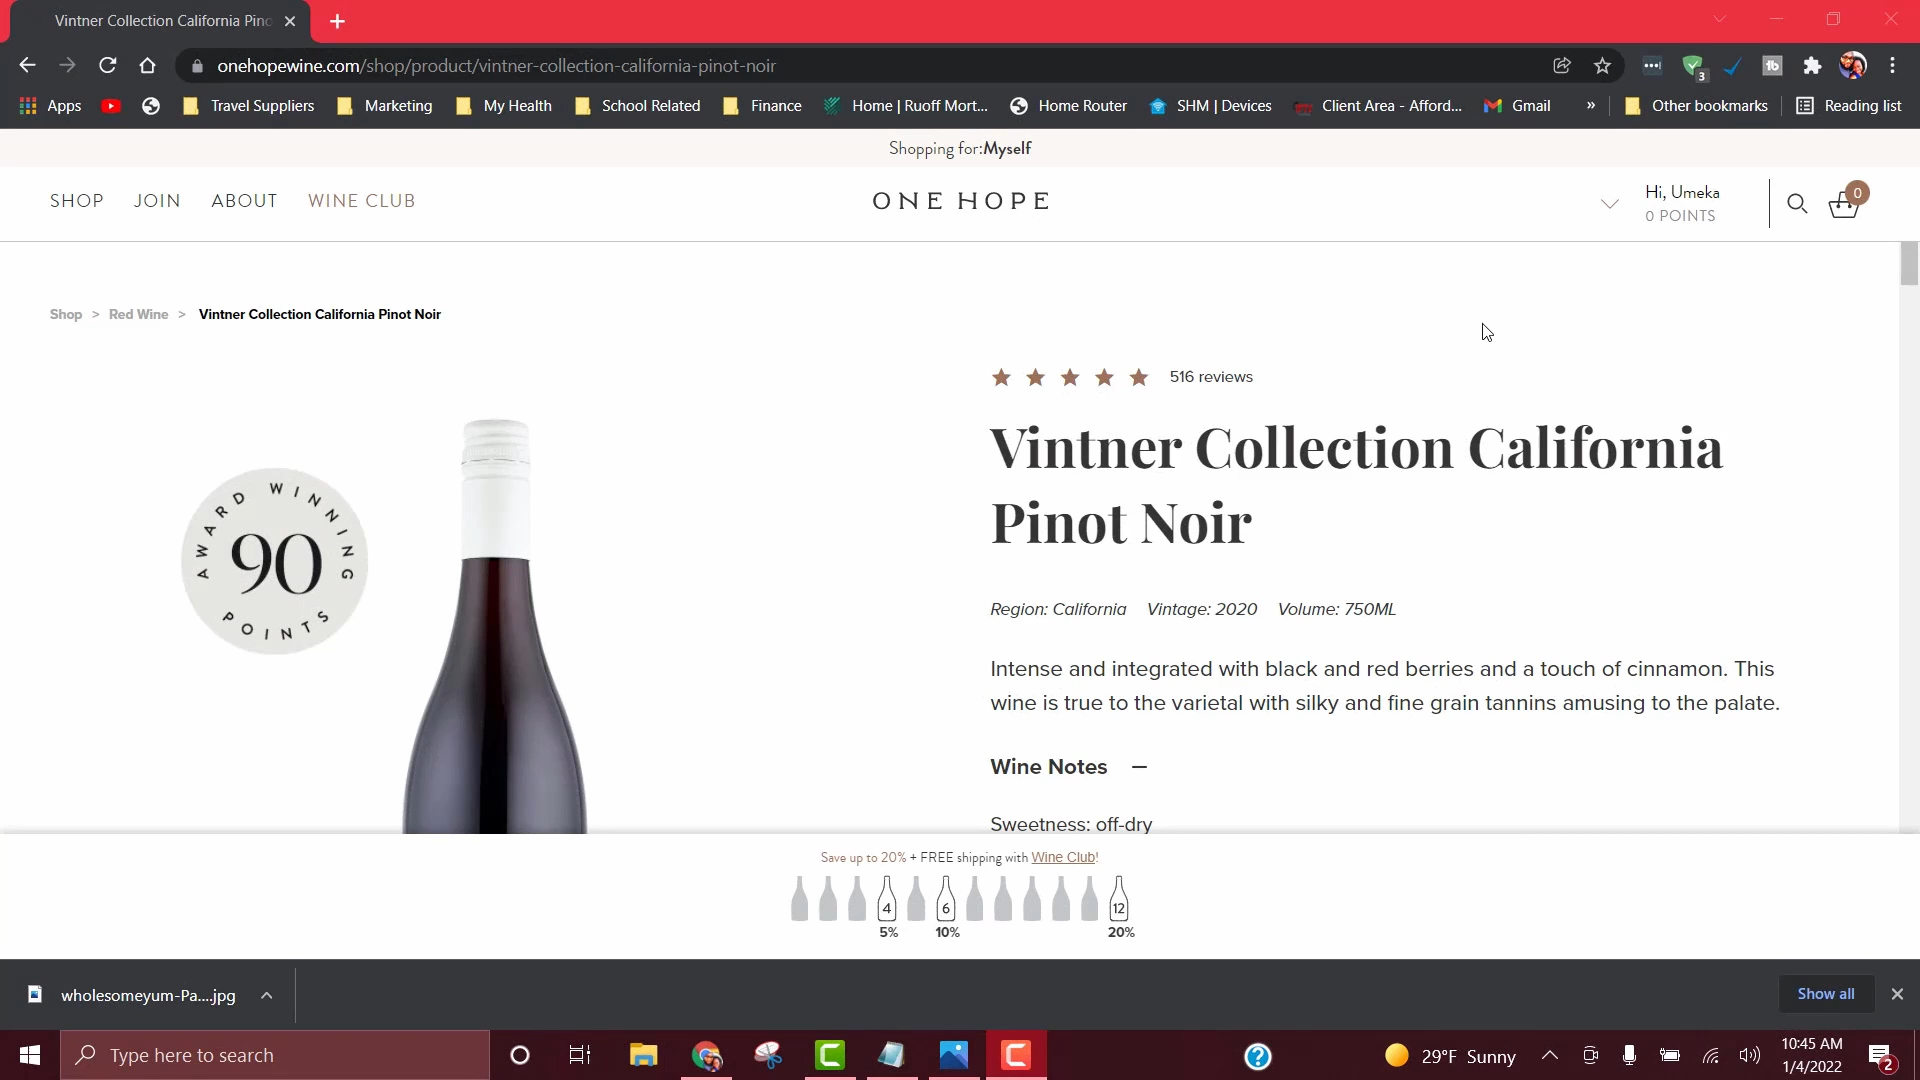 Vintner Collection California Pin
onehopewine.com/shop/product/vintner-collection-california-pinot-noir
3
Apps
Travel Suppliers
Marketing
My Health
School Related
Finance
Home | Ruoff Mort...
Home Router
SHM | Devices
Client Area - Afford...
Gmail
»
Other bookmarks
Reading list
Shopping for:Myself
SHOP JOIN ABOUT WINE CLUB
ONE HOPE
Hi, Umeka
0 POINTS
0
Shop > Red Wine > Vintner Collection California Pinot Noir
516 reviews
Vintner Collection California
Pinot Noir
AWARD WINNING
90
POINTS
Region: California Vintage: 2020 Volume: 750ML
Intense and integrated with black and red berries and a touch of cinnamon. This
wine is true to the varietal with silky and fine grain tannins amusing to the palate.
Wine Notes
Sweetness: off-dry
Save up to 20% + FREE shipping with Wine Club!
4 6 12
5% 10% 20%
wholesomeyum-Pa....jpg
Show all
Type here to search
29°F Sunny
10:45 AM
1/4/2022
2